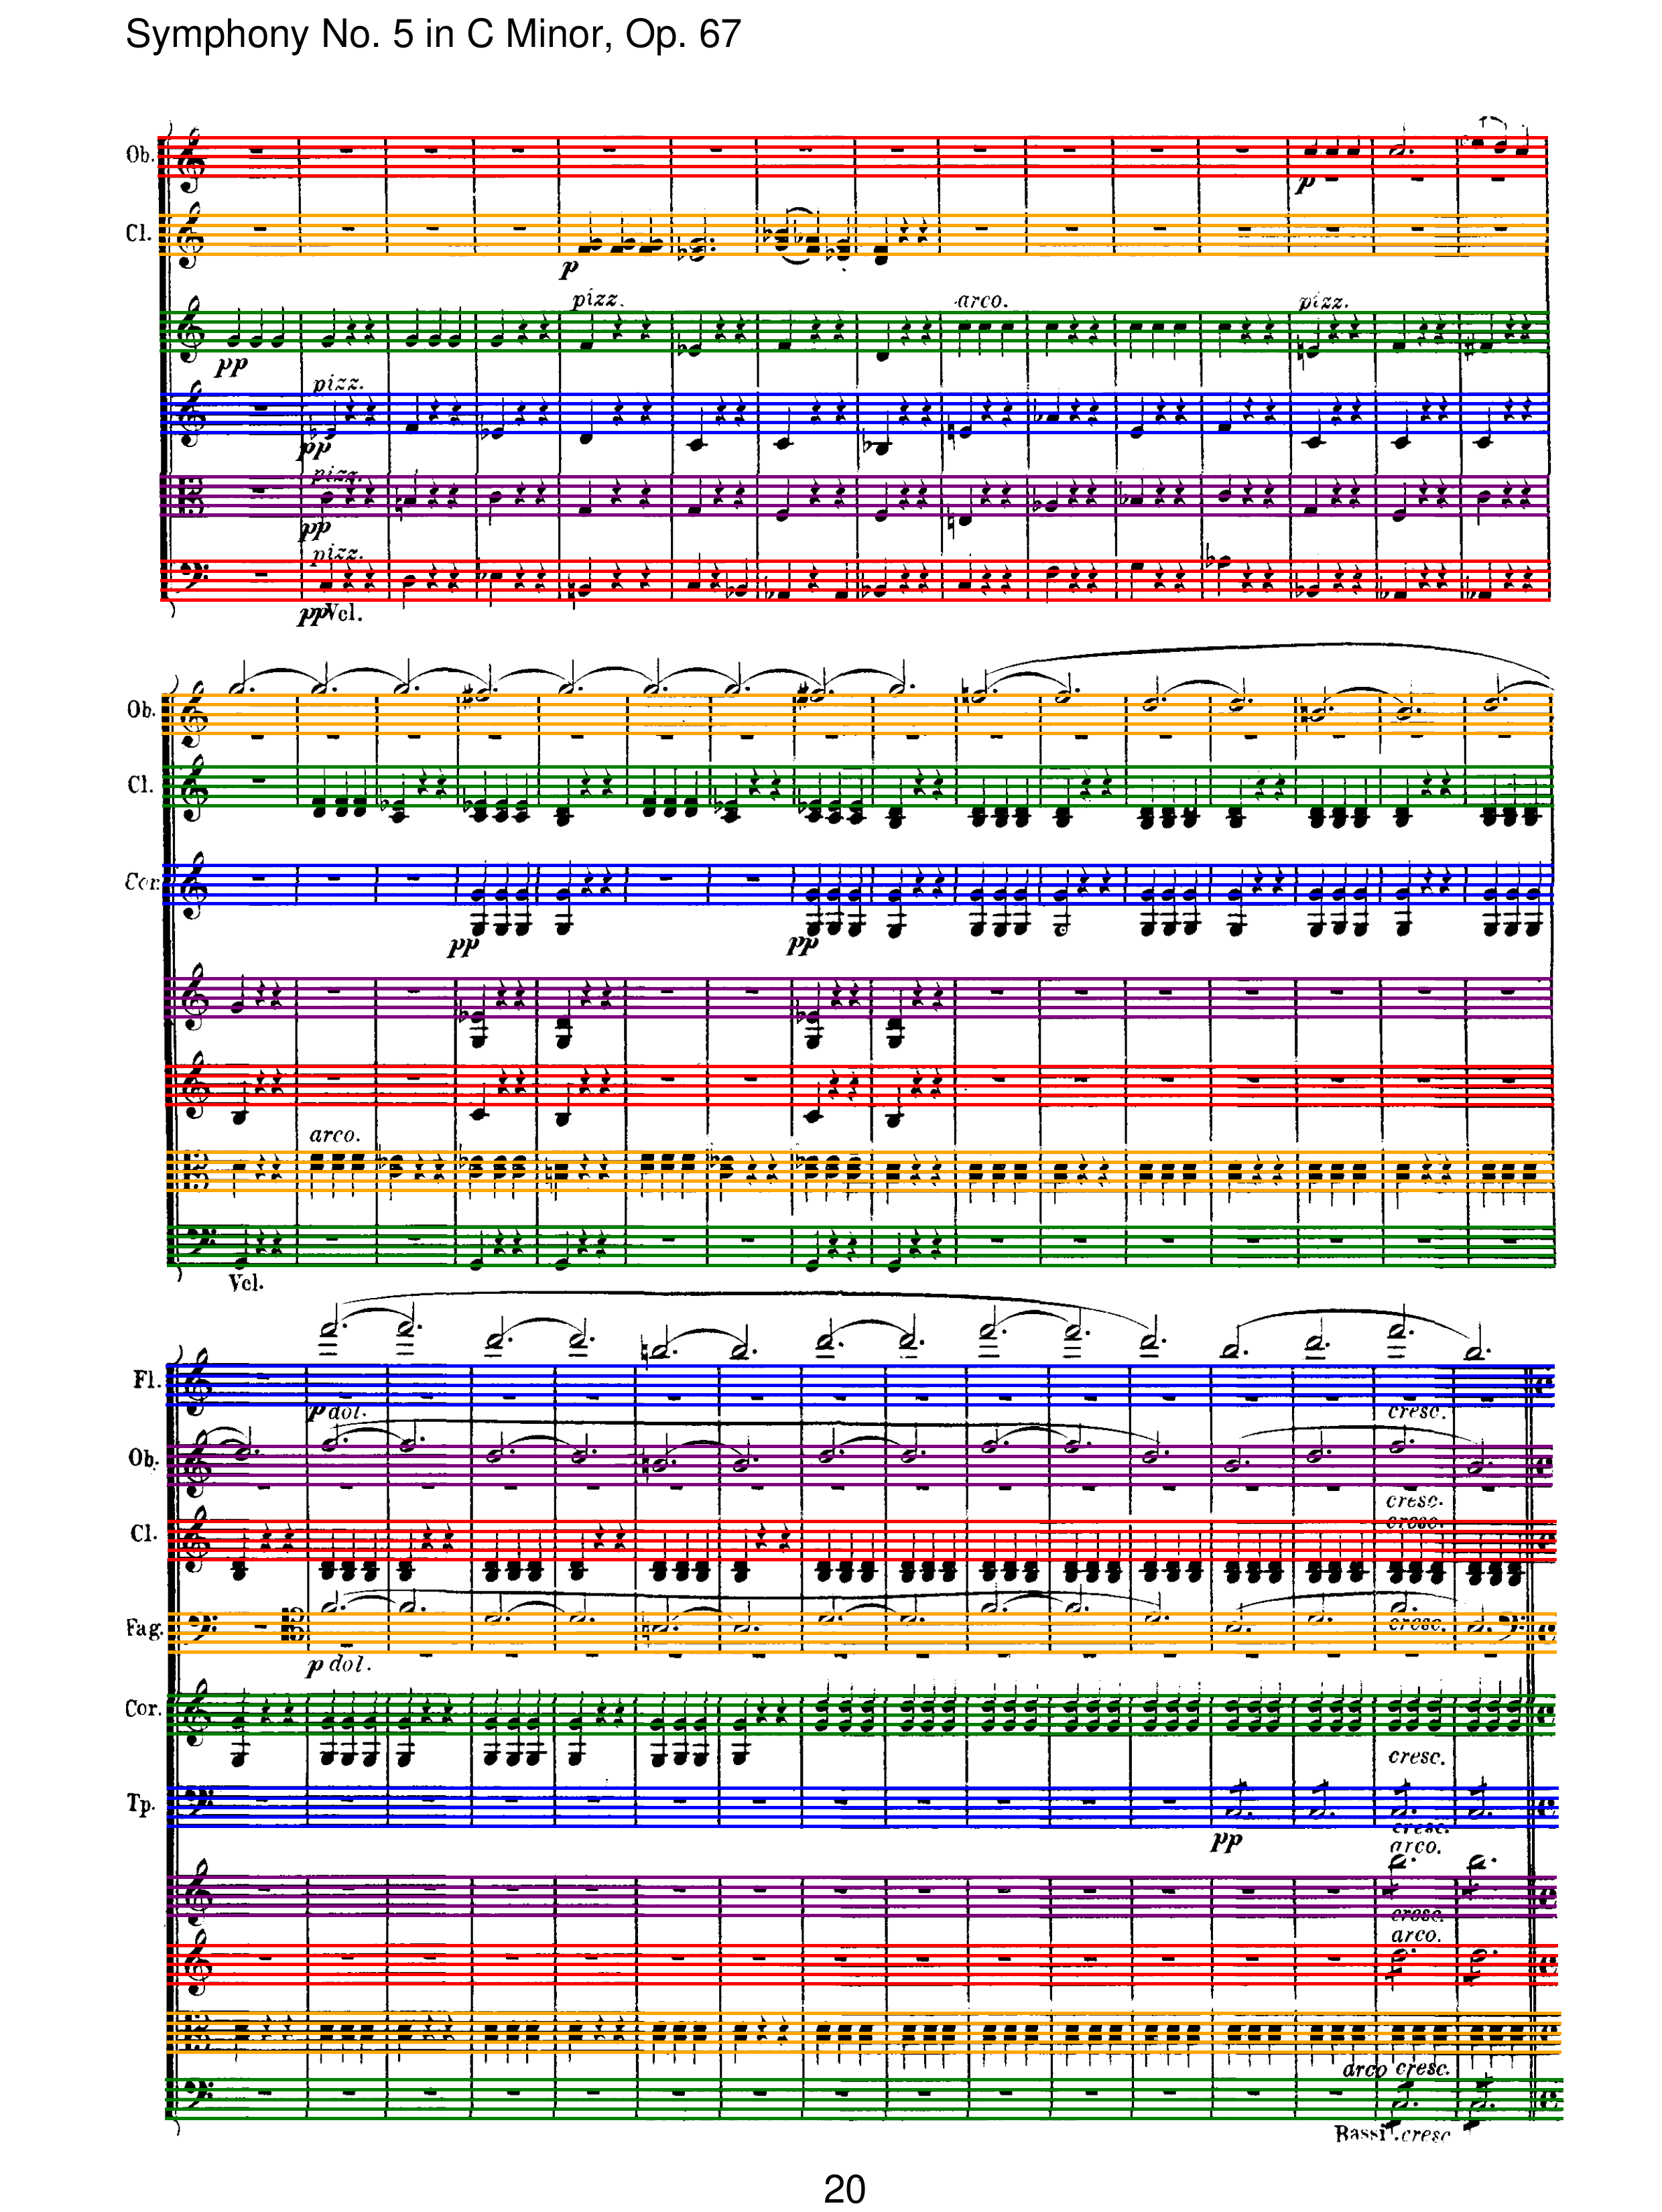 Symphony No. 5 in C Minor, Op. 67
Ob.
Cl.
p
p
pizz.
arco.
pizz.
pp
pizz.
pp
pizz.
pp
pizz.
pp Vcl.
Ob.
Cl.
Cor.
pp
pp
arco.
Vcl.
Fl.
p dol.
cresc.
Ob.
cresc.
Cl.
cresc.
Fag.
cresc.
p dol.
Cor.
cresc.
Tp.
pp
cresc.
arco.
cresc.
arco.
arco cresc.
Bassi cresc
20